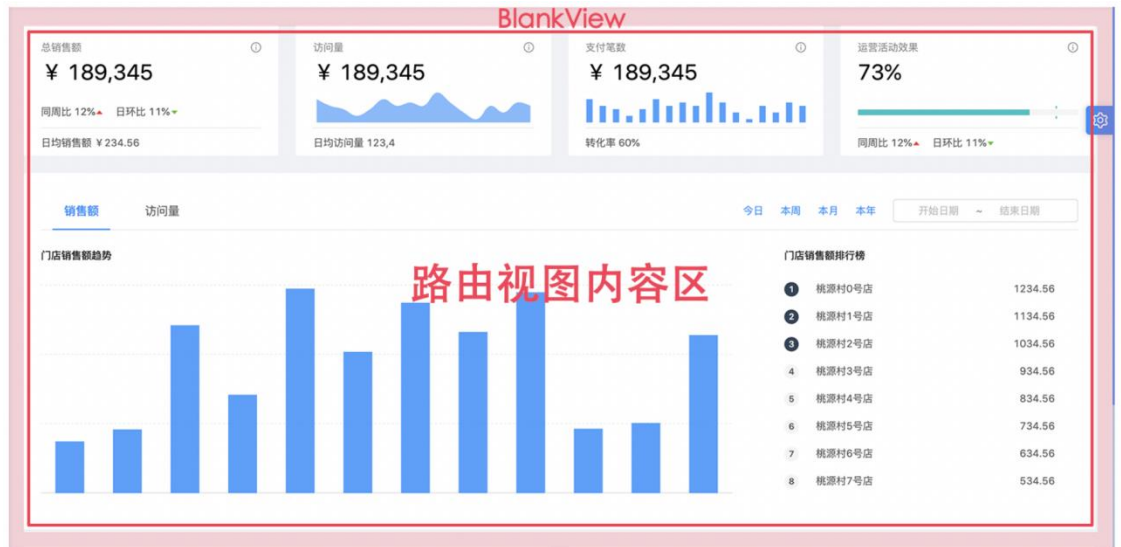 BlankView
总销售额
访问量
支付笔数
运营活动效果
¥ 189,345
¥ 189,345
¥ 189,345
73%
同周比 12% 日环比 11%
日均销售额 ¥234.56
日均访问量 123,4
转化率 60%
同周比 12% 日环比 11%
销售额 访问量
今日 本周 本月 本年 开始日期 ~ 结束日期
门店销售额趋势
门店销售额排行榜
路由视图内容区
1 桃源村0号店 1234.56
2 桃源村1号店 1134.56
3 桃源村2号店 1034.56
4 桃源村3号店 934.56
5 桃源村4号店 834.56
6 桃源村5号店 734.56
7 桃源村6号店 634.56
8 桃源村7号店 534.56